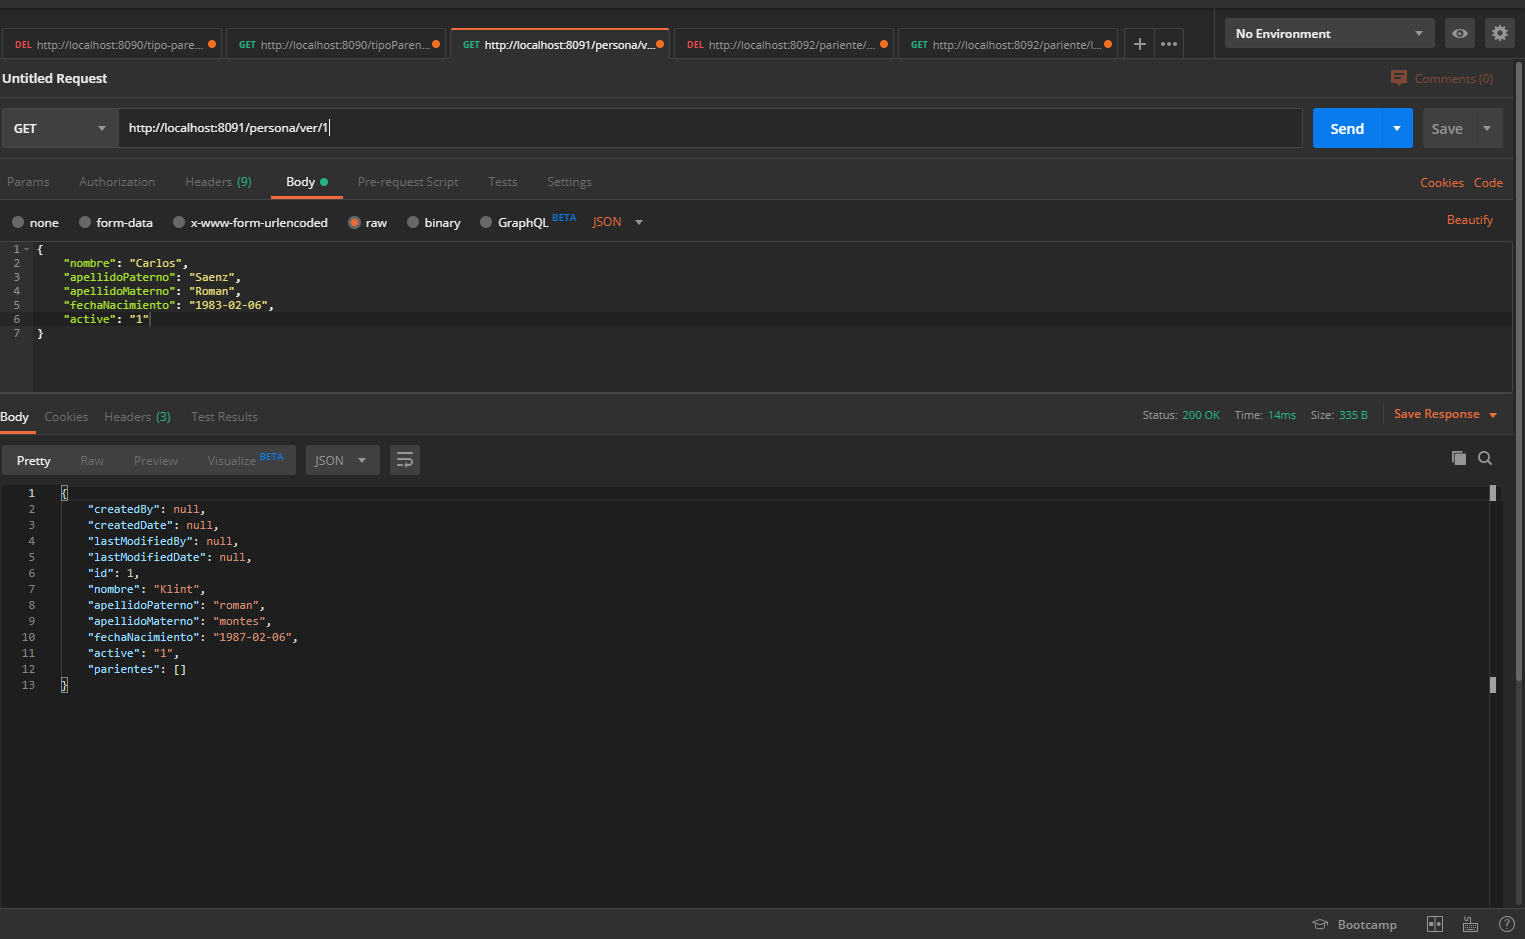 DEL http://localhost:8090/tipo-pare... GET http://localhost:8090/tipoParen... GET http://localhost:8091/persona/v... DEL http://localhost:8092/pariente/... GET http://localhost:8092/pariente/l... + ••• No Environment
Untitled Request Comments (0)
GET http://localhost:8091/persona/ver/1 Send Save
Params Authorization Headers (9) Body Pre-request Script Tests Settings Cookies Code
none form-data x-www-form-urlencoded raw binary GraphQL BETA JSON Beautify
1 {
2 "nombre": "Carlos",
3 "apellidoPaterno": "Saenz",
4 "apellidoMaterno": "Roman",
5 "fechaNacimiento": "1983-02-06",
6 "active": "1"
7 }
Body Cookies Headers (3) Test Results Status: 200 OK Time: 14ms Size: 335 B Save Response
Pretty Raw Preview Visualize BETA JSON
1 {
2 "createdBy": null,
3 "createdDate": null,
4 "lastModifiedBy": null,
5 "lastModifiedDate": null,
6 "id": 1,
7 "nombre": "Klint",
8 "apellidoPaterno": "roman",
9 "apellidoMaterno": "montes",
10 "fechaNacimiento": "1987-02-06",
11 "active": "1",
12 "parientes": []
13 }
Bootcamp ?